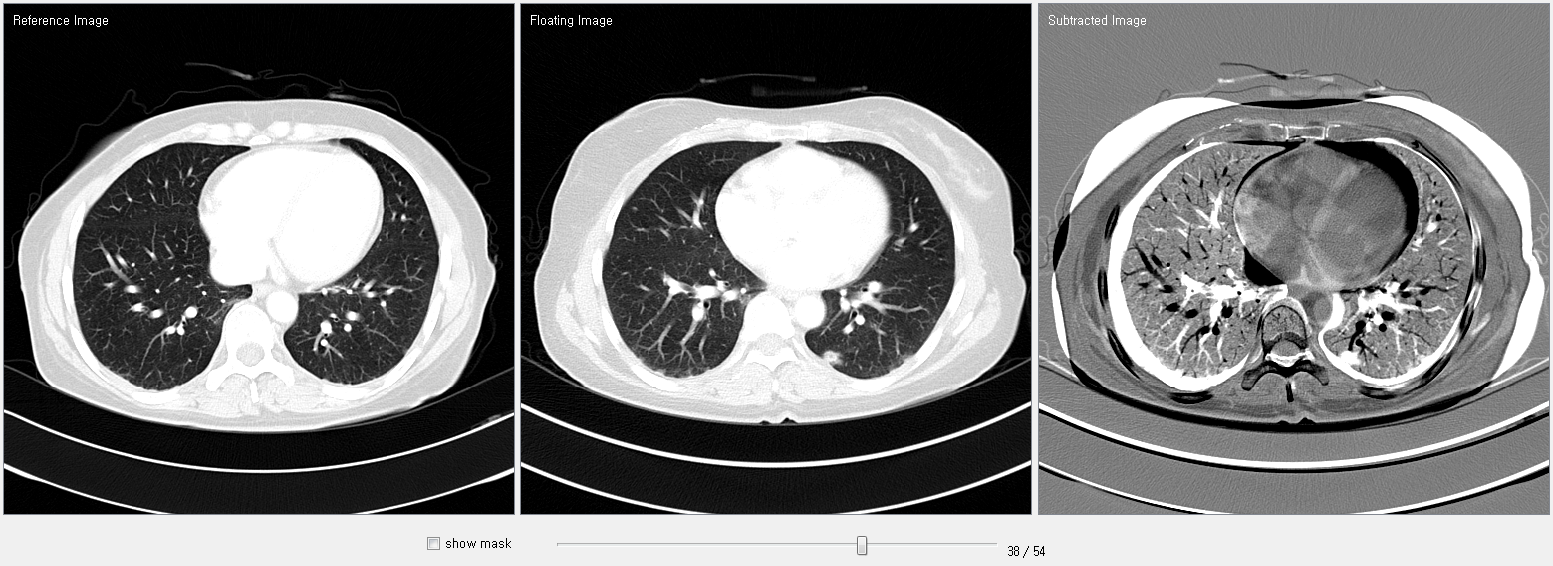 Reference Image
Floating Image
Subtracted Image
show mask
38 / 54